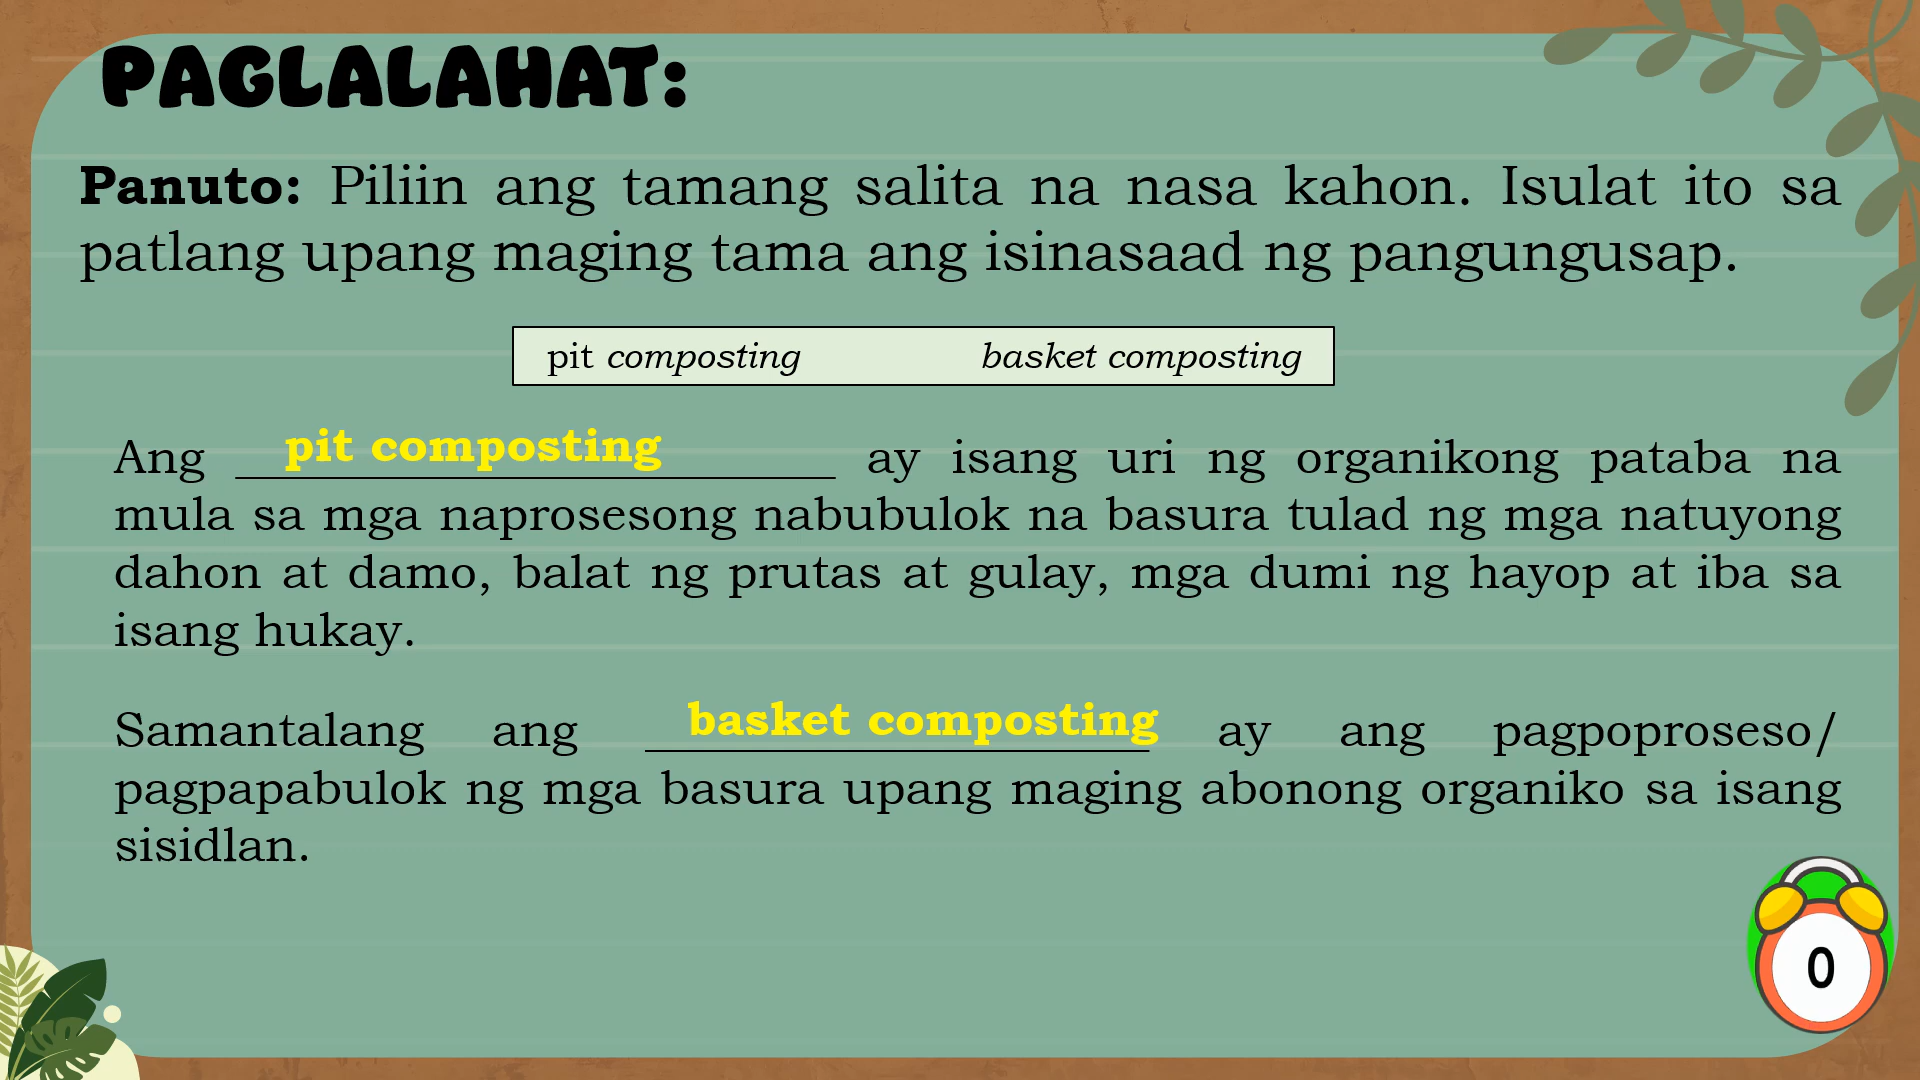 PAGLALAHAT:
Panuto: Piliin ang tamang salita na nasa kahon. Isulat ito sa
patlang upang maging tama ang isinasaad ng pangungusap.
pit composting basket composting
Ang pit composting ay isang uri ng organikong pataba na
mula sa mga naprosesong nabubulok na basura tulad ng mga natuyong
dahon at damo, balat ng prutas at gulay, mga dumi ng hayop at iba sa
isang hukay.
Samantalang ang basket composting ay ang pagpoproseso/
pagpapabulok ng mga basura upang maging abonong organiko sa isang
sisidlan.
0